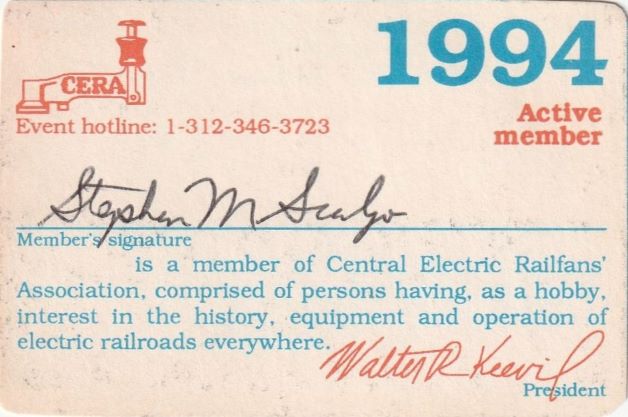 1994
CERA
Event hotline: 1-312-346-3723
Active
member
Stephen M Scalzo
Member's signature
is a member of Central Electric Railfans'
Association, comprised of persons having, as a hobby,
interest in the history, equipment and operation of
electric railroads everywhere.
Walter R Keevil
President